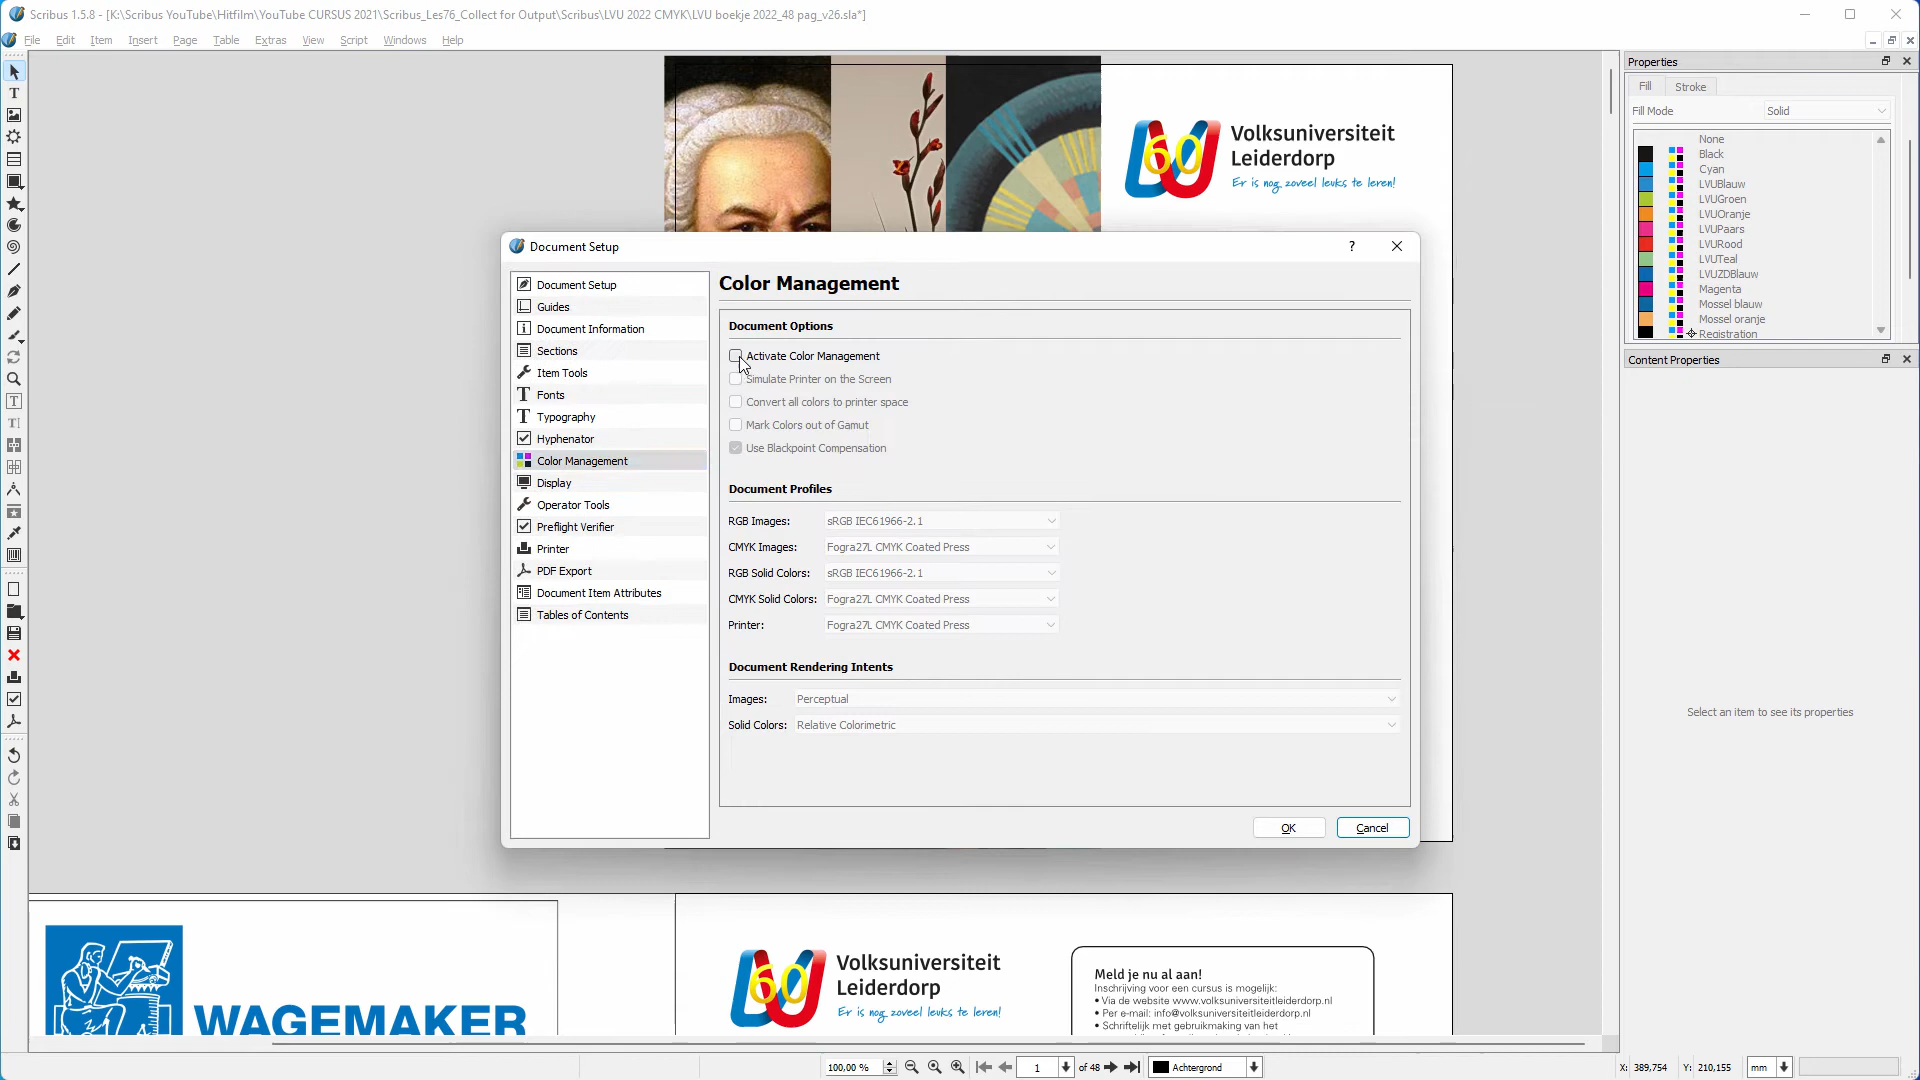 Scribus 1.5.8 - [K:\Scribus YouTube\Hitfilm\YouTube CURSUS 2021\Scribus_Les76_Collect for Output\Scribus\LVU 2022 CMYK\LVU boekje 2022_48 pag_v26.sla*]
File Edit Item Insert Page Table Extras View Script Windows Help
Properties
Fill Stroke
Fill Mode Solid
None
Black
Cyan
LVUBlauw
LVUGroen
LVUOranje
LVUPaars
LVURood
LVUTeal
LVUZDBlauw
Magenta
Mossel blauw
Mossel oranje
Registration
Content Properties
Select an item to see its properties
60 Volksuniversiteit
Leiderdorp
Er is nog zoveel leuks te leren!
Document Setup
?
Document Setup
Guides
Document Information
Sections
Item Tools
Fonts
Typography
Hyphenator
Color Management
Display
Operator Tools
Preflight Verifier
Printer
PDF Export
Document Item Attributes
Tables of Contents
Color Management
Document Options
Activate Color Management
Simulate Printer on the Screen
Convert all colors to printer space
Mark Colors out of Gamut
Use Blackpoint Compensation
Document Profiles
RGB Images: sRGB IEC61966-2.1
CMYK Images: Fogra27L CMYK Coated Press
RGB Solid Colors: sRGB IEC61966-2.1
CMYK Solid Colors: Fogra27L CMYK Coated Press
Printer: Fogra27L CMYK Coated Press
Document Rendering Intents
Images: Perceptual
Solid Colors: Relative Colorimetric
OK Cancel
WAGEMAKER
60 Volksuniversiteit
Leiderdorp
Er is nog zoveel leuks te leren!
Meld je nu al aan!
Inschrijving voor een cursus is mogelijk:
• Via de website www.volksuniversiteitleiderdorp.nl
• Per e-mail: info@volksuniversiteitleiderdorp.nl
• Schriftelijk met gebruikmaking van het
100,00 % 1 of 48 Achtergrond X: 389,754 Y: 210,155 mm